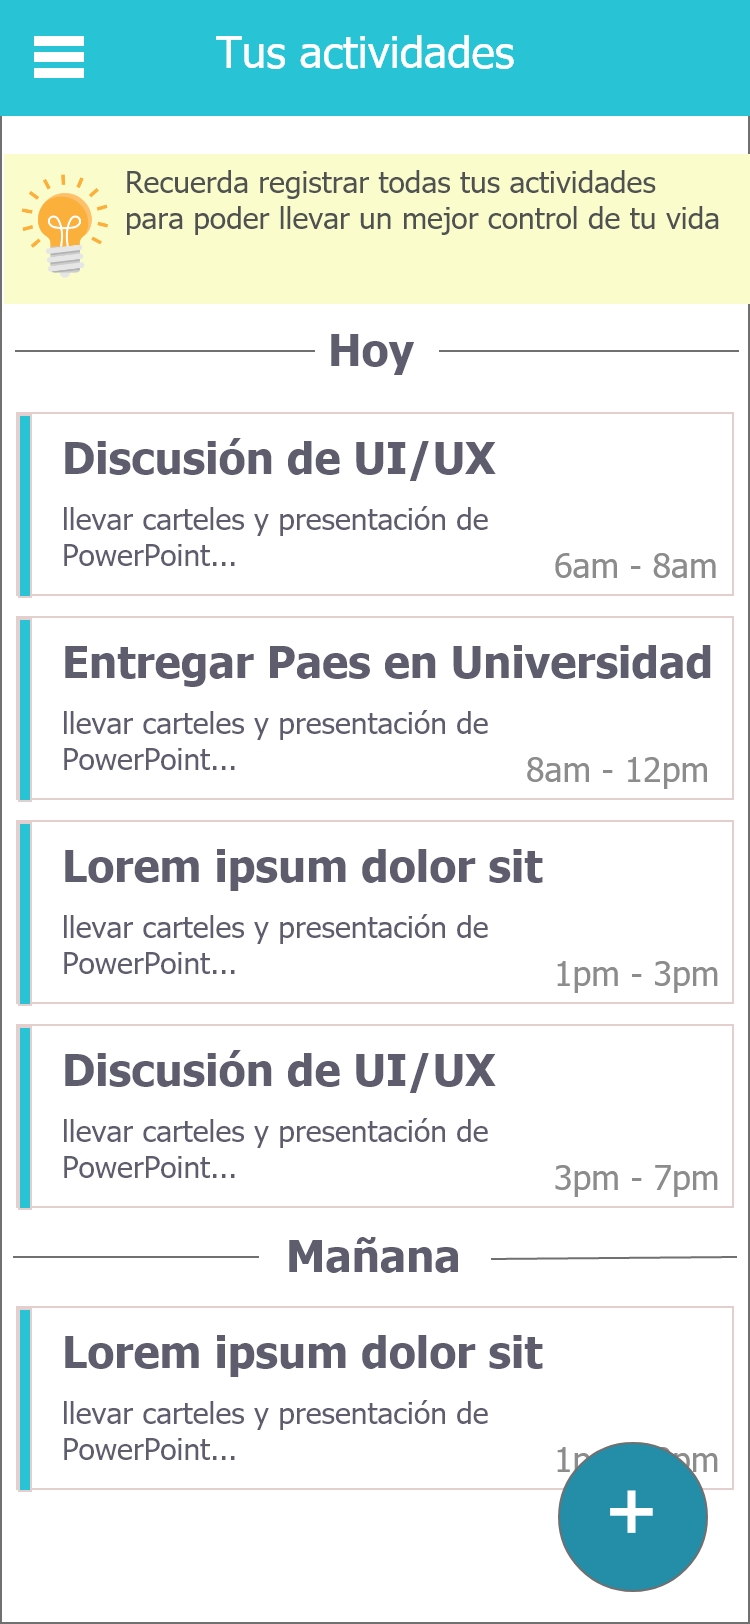 Tus actividades
Recuerda registrar todas tus actividades
para poder llevar un mejor control de tu vida
Hoy
Discusión de UI/UX
llevar carteles y presentación de
PowerPoint...
6am - 8am
Entregar Paes en Universidad
llevar carteles y presentación de
PowerPoint...
8am - 12pm
Lorem ipsum dolor sit
llevar carteles y presentación de
PowerPoint...
1pm - 3pm
Discusión de UI/UX
llevar carteles y presentación de
PowerPoint...
3pm - 7pm
Mañana
Lorem ipsum dolor sit
llevar carteles y presentación de
PowerPoint...
+